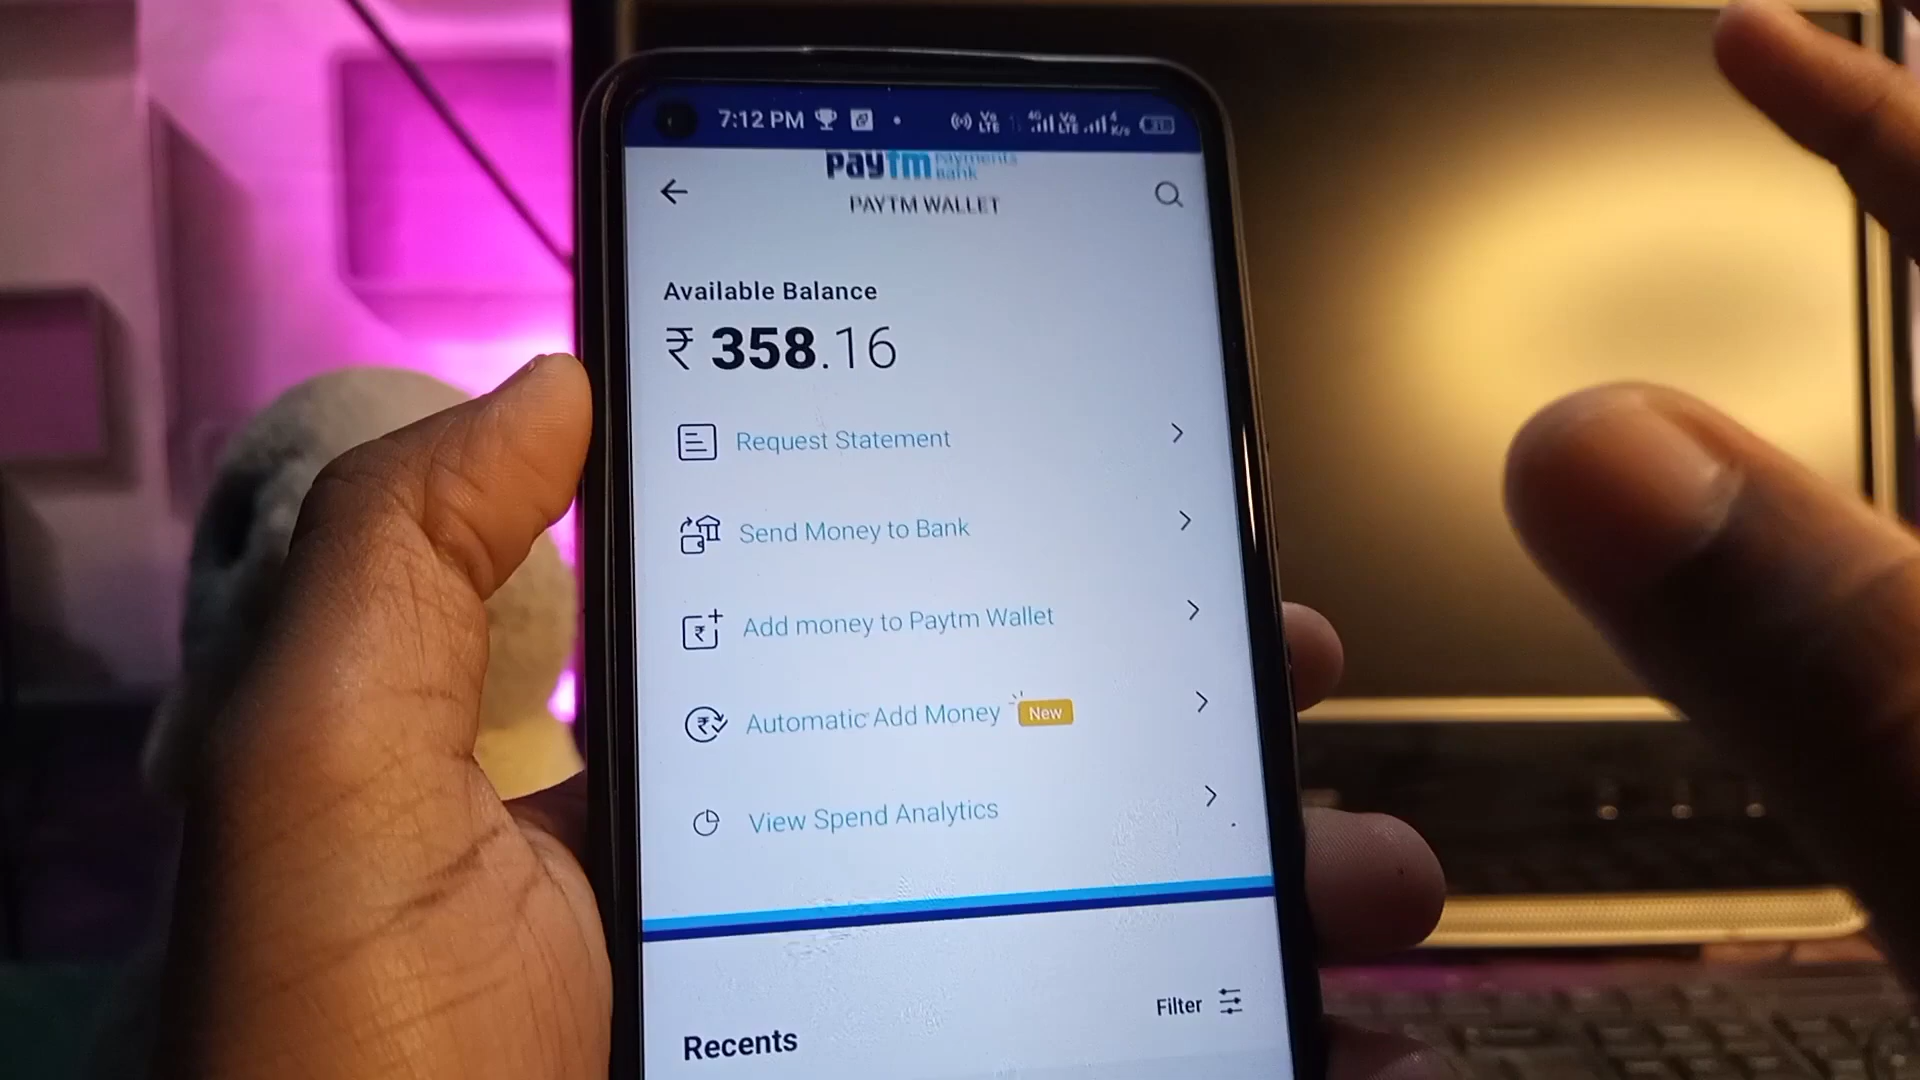 7:12 PM
paytm payments bank
PAYTM WALLET
Available Balance
₹ 358.16
Request Statement
Send Money to Bank
Add money to Paytm Wallet
Automatic Add Money New
View Spend Analytics
Filter
Recents